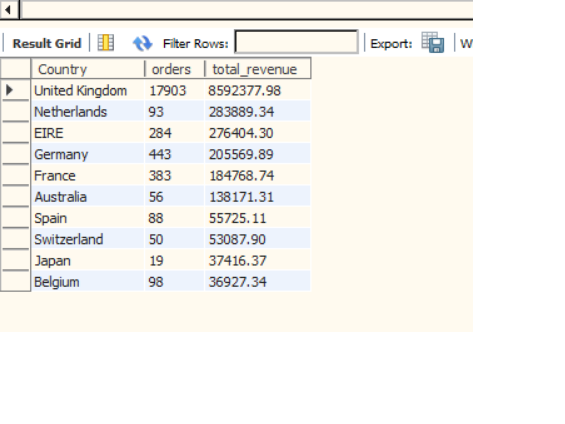 Result Grid Filter Rows: Export: W
Country orders total_revenue
United Kingdom 17903 8592377.98
Netherlands 93 283889.34
EIRE 284 276404.30
Germany 443 205569.89
France 383 184768.74
Australia 56 138171.31
Spain 88 55725.11
Switzerland 50 53087.90
Japan 19 37416.37
Belgium 98 36927.34